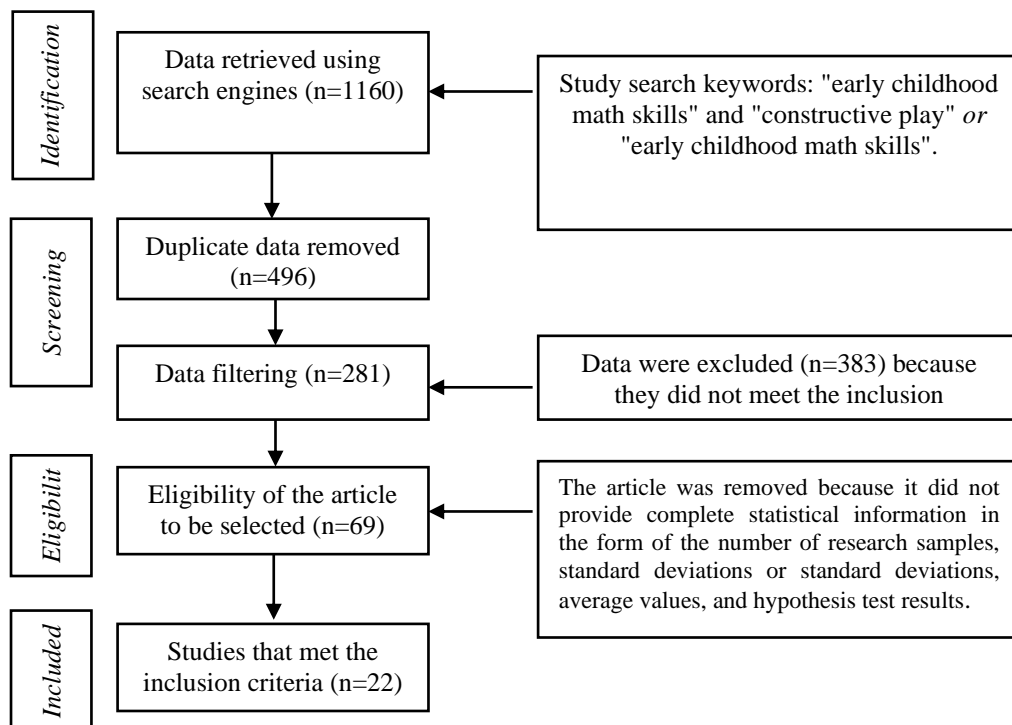 Identification
Data retrieved using
search engines (n=1160)
Study search keywords: "early childhood
math skills" and "constructive play" or
"early childhood math skills".
Screening
Duplicate data removed
(n=496)
Data filtering (n=281)
Data were excluded (n=383) because
they did not meet the inclusion
Eligibilit
Eligibility of the article
to be selected (n=69)
The article was removed because it did not
provide complete statistical information in
the form of the number of research samples,
standard deviations or standard deviations,
average values, and hypothesis test results.
Included
Studies that met the
inclusion criteria (n=22)